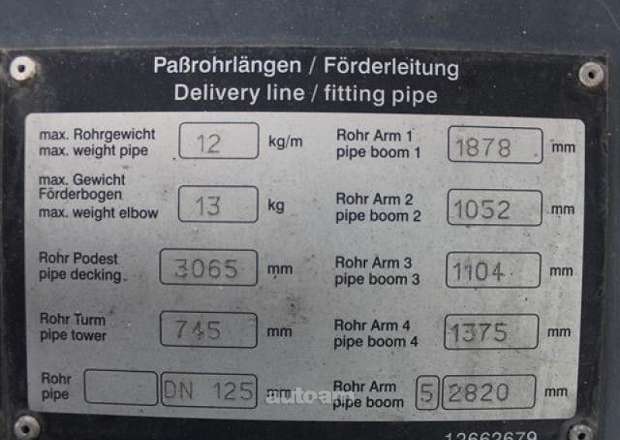 Paßrohrlängen / Förderleitung
Delivery line / fitting pipe
max. Rohrgewicht
max. weight pipe 12 kg/m
Rohr Arm 1
pipe boom 1 1878 mm
max. Gewicht
Förderbogen
max. weight elbow 13 kg
Rohr Arm 2
pipe boom 2 1052 mm
Rohr Podest
pipe decking 3065 mm
Rohr Arm 3
pipe boom 3 1104 mm
Rohr Turm
pipe tower 745 mm
Rohr Arm 4
pipe boom 4 1375 mm
Rohr
pipe DN 125 mm
Rohr Arm
pipe boom 5 2820 mm
12662679